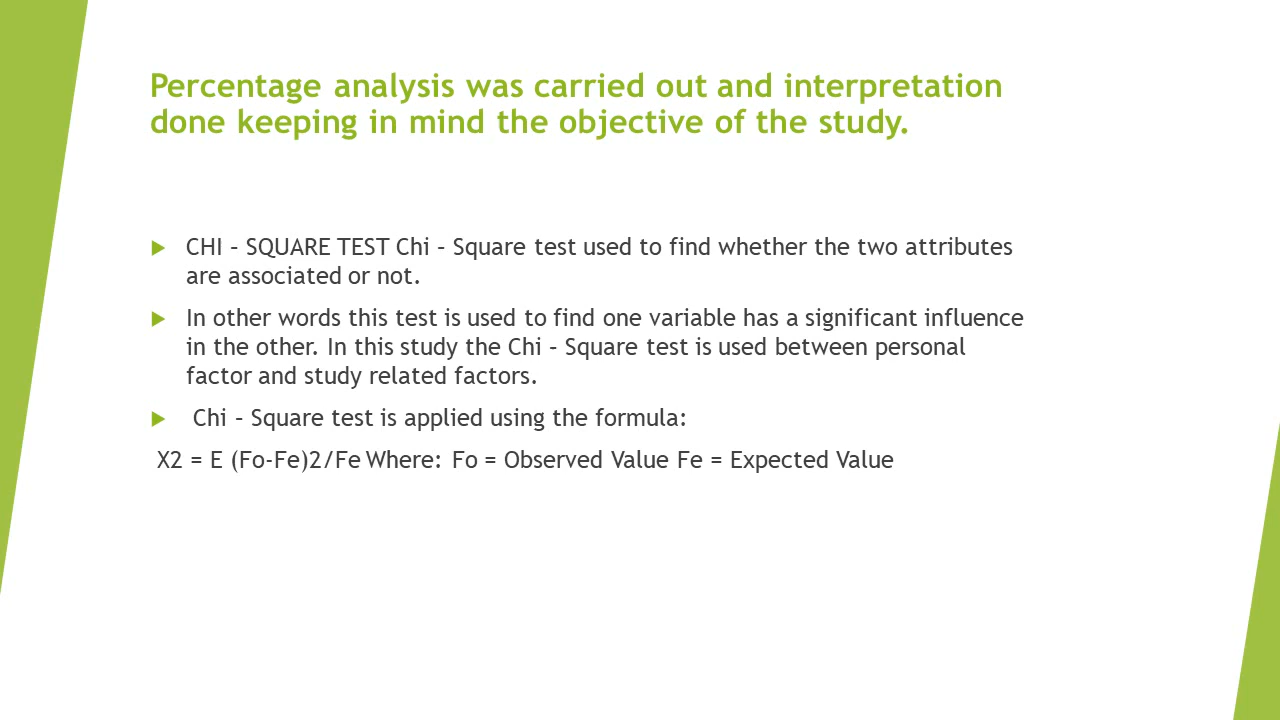 Percentage analysis was carried out and interpretation
done keeping in mind the objective of the study.
CHI – SQUARE TEST Chi – Square test used to find whether the two attributes
are associated or not.
In other words this test is used to find one variable has a significant influence
in the other. In this study the Chi – Square test is used between personal
factor and study related factors.
Chi – Square test is applied using the formula:
X2 = E (Fo-Fe)2/Fe Where: Fo = Observed Value Fe = Expected Value